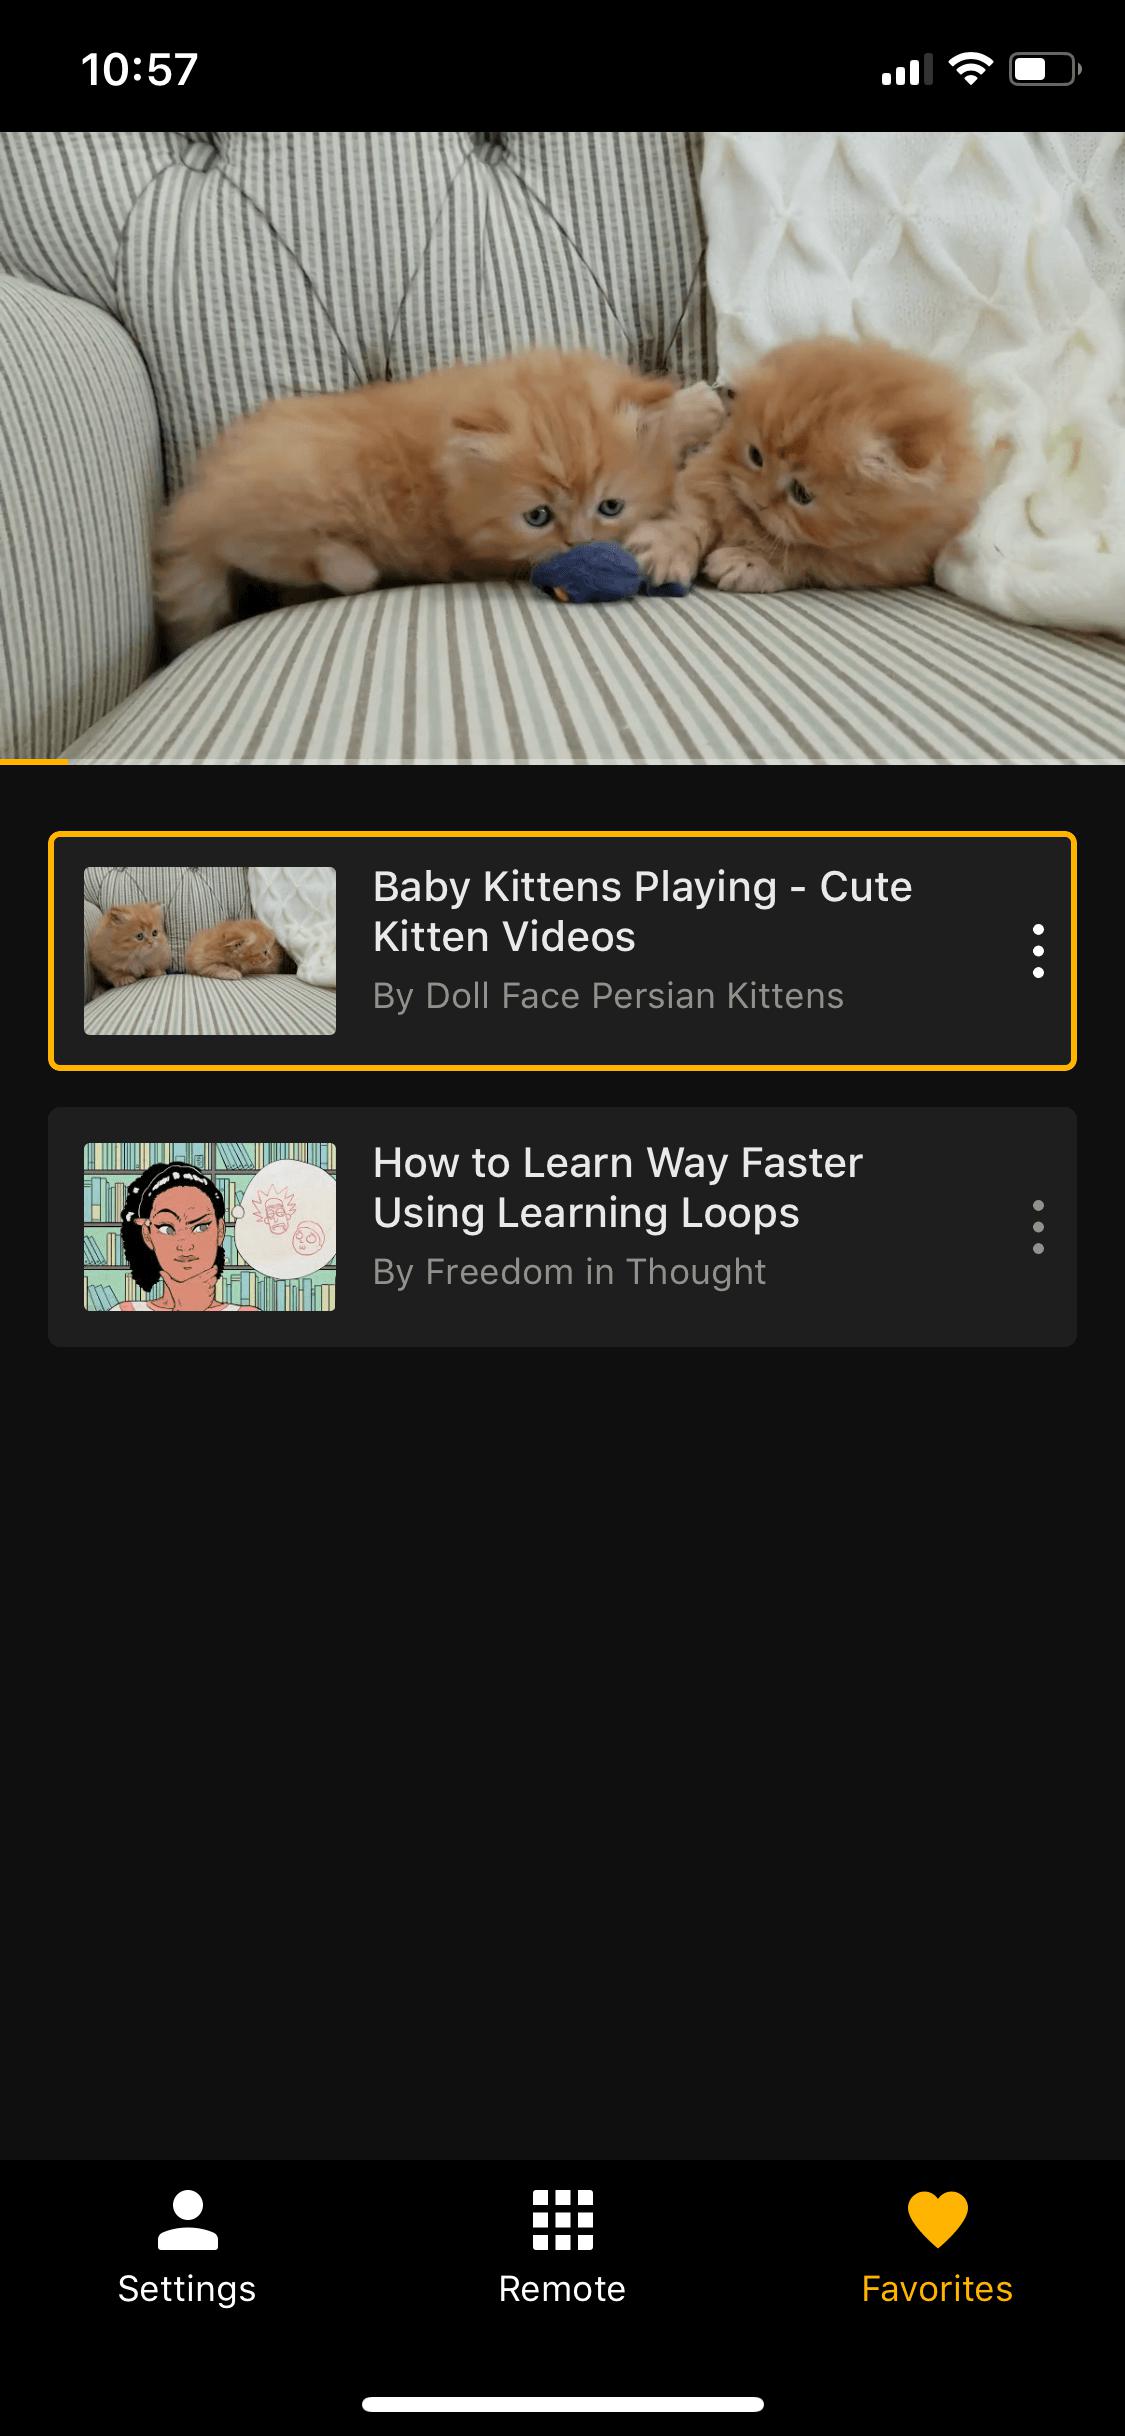 10:57
Baby Kittens Playing - Cute
Kitten Videos
By Doll Face Persian Kittens
How to Learn Way Faster
Using Learning Loops
By Freedom in Thought
Settings
Remote
Favorites